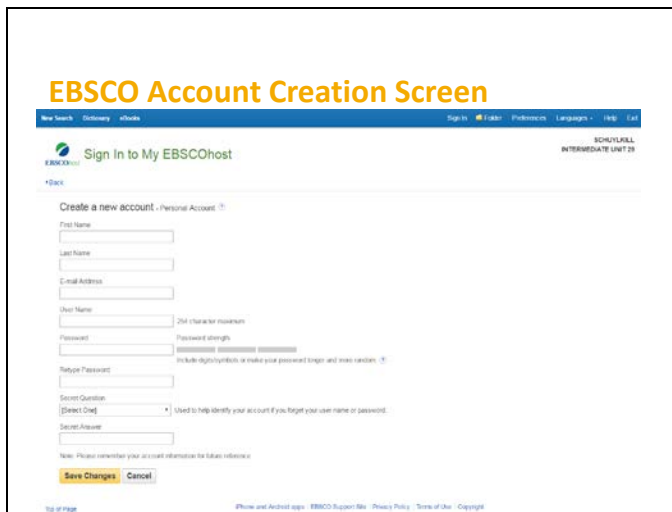 EBSCO Account Creation Screen
New Search Dictionary eBooks Sign In Folder Preferences Languages Help Exit
SCHUYLKILL
INTERMEDIATE UNIT 29
EBSCOhost Sign In to My EBSCOhost
Back
Create a new account - Personal Account
First Name
Last Name
E-mail Address
User Name
254 character maximum
Password Password strength
Include digits/symbols or make your password longer and more random
Retype Password
Secret Question
[Select One] Used to help identify your account if you forget your user name or password.
Secret Answer
Note: Please remember your account information for future reference
Save Changes Cancel
Top of Page iPhone and Android apps EBSCO Support Site Privacy Policy Terms of Use Copyright